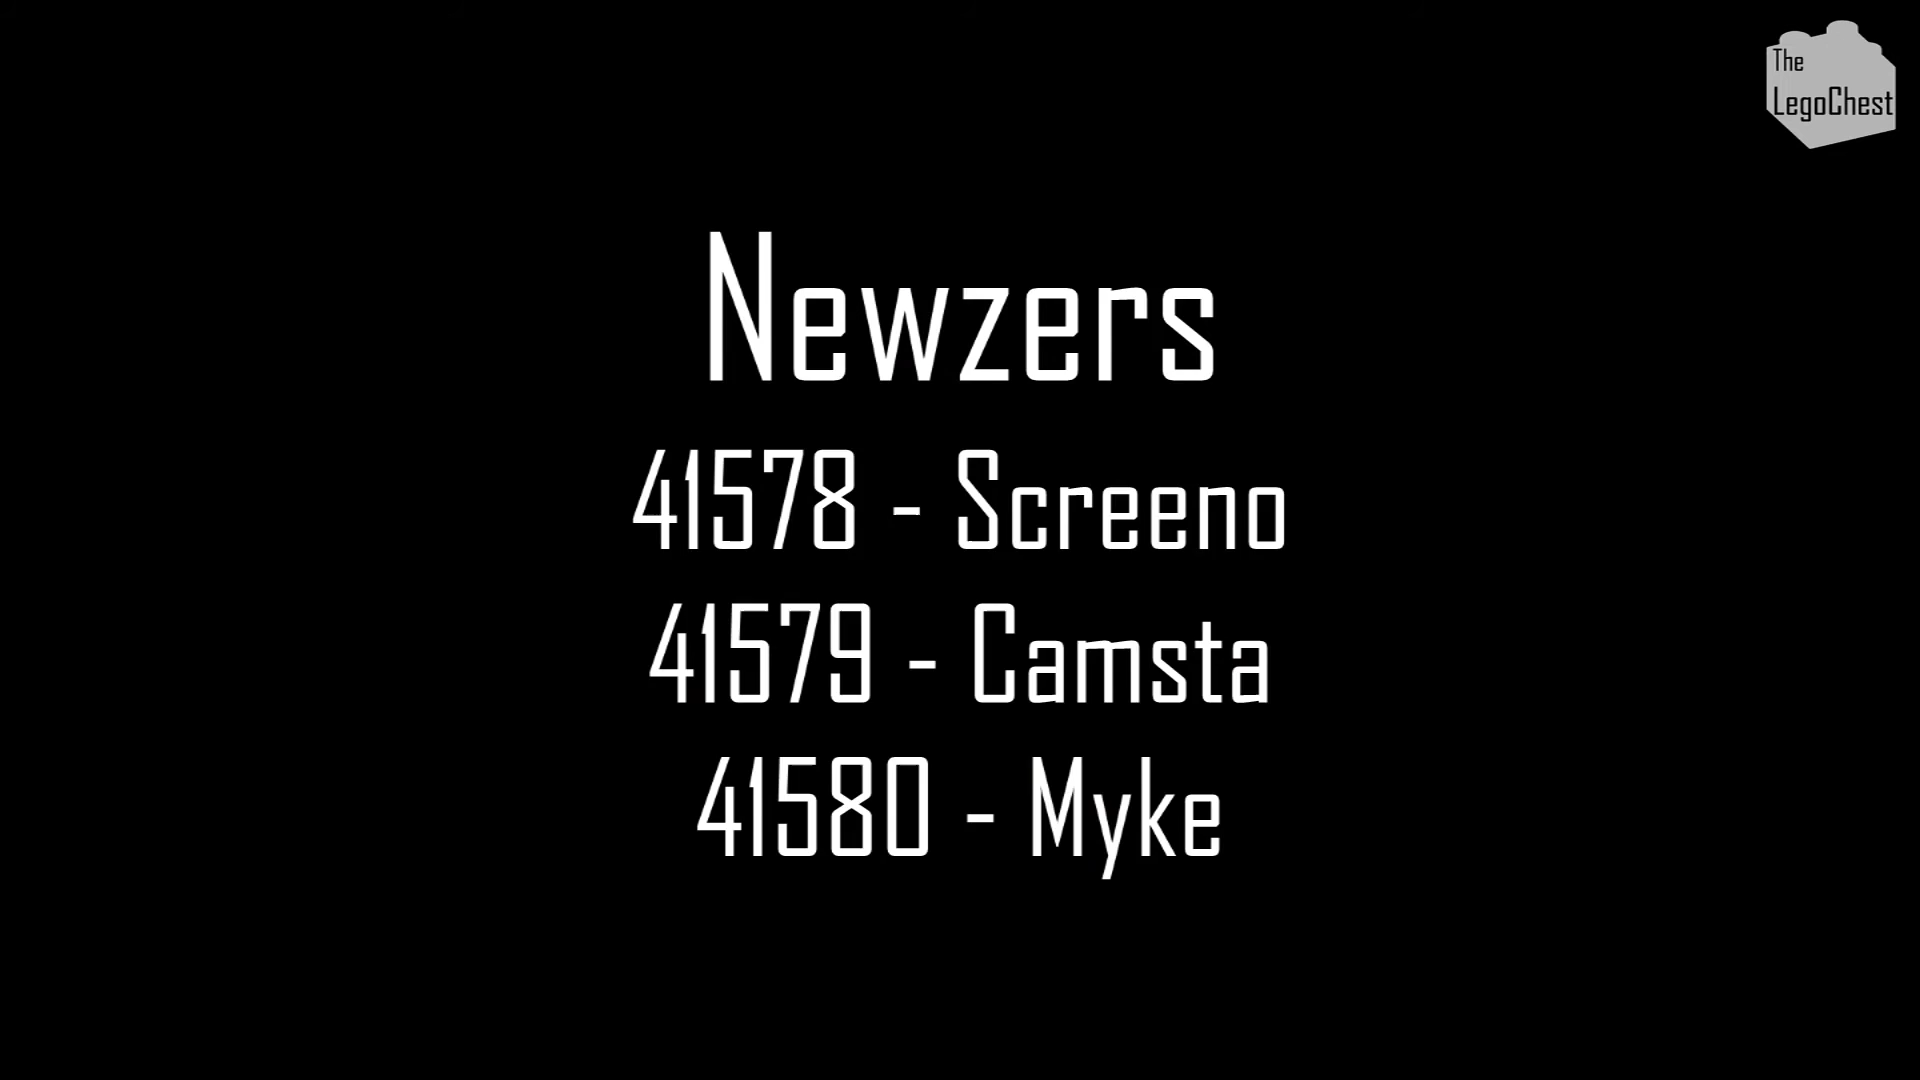 The
LegoChest
Newzers
41578 - Screeno
41579 - Camsta
41580 - Myke